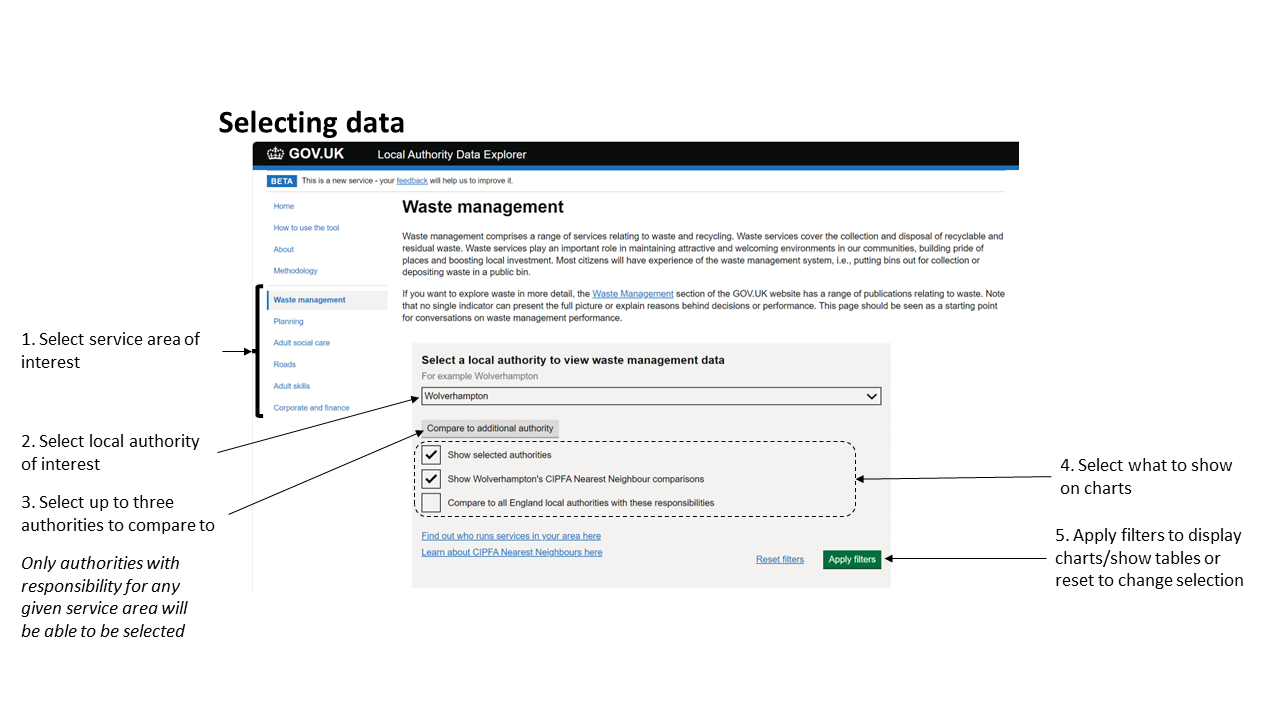 Selecting data
GOV.UK
Local Authority Data Explorer
BETA This is a new service - your feedback will help us to improve it.
Home
How to use the tool
About
Methodology
Waste management
Planning
Adult social care
Roads
Adult skills
Corporate and finance
Waste management
Waste management comprises a range of services relating to waste and recycling. Waste services cover the collection and disposal of recyclable and
residual waste. Waste services play an important role in maintaining attractive and welcoming environments in our communities, building pride of
places and boosting local investment. Most citizens will have experience of the waste management system, i.e., putting bins out for collection or
depositing waste in a public bin.
If you want to explore waste in more detail, the Waste Management section of the GOV.UK website has a range of publications relating to waste. Note
that no single indicator can present the full picture or explain reasons behind decisions or performance. This page should be seen as a starting point
for conversations on waste management performance.
Select a local authority to view waste management data
For example Wolverhampton
Wolverhampton
Compare to additional authority
Show selected authorities
Show Wolverhampton's CIPFA Nearest Neighbour comparisons
Compare to all England local authorities with these responsibilities
Find out who runs services in your area here
Learn about CIPFA Nearest Neighbours here
Reset filters
Apply filters
1. Select service area of
interest
2. Select local authority
of interest
3. Select up to three
authorities to compare to
Only authorities with
responsibility for any
given service area will
be able to be selected
4. Select what to show
on charts
5. Apply filters to display
charts/show tables or
reset to change selection